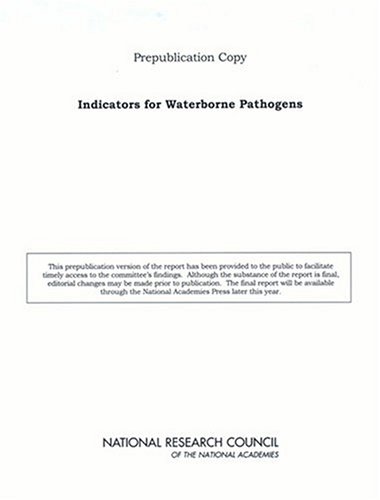 Prepublication Copy
Indicators for Waterborne Pathogens
This prepublication version of the report has been provided to the public to facilitate
timely access to the committee's findings. Although the substance of the report is final,
editorial changes may be made prior to publication. The final report will be available
through the National Academies Press later this year.
NATIONAL RESEARCH COUNCIL
OF THE NATIONAL ACADEMIES